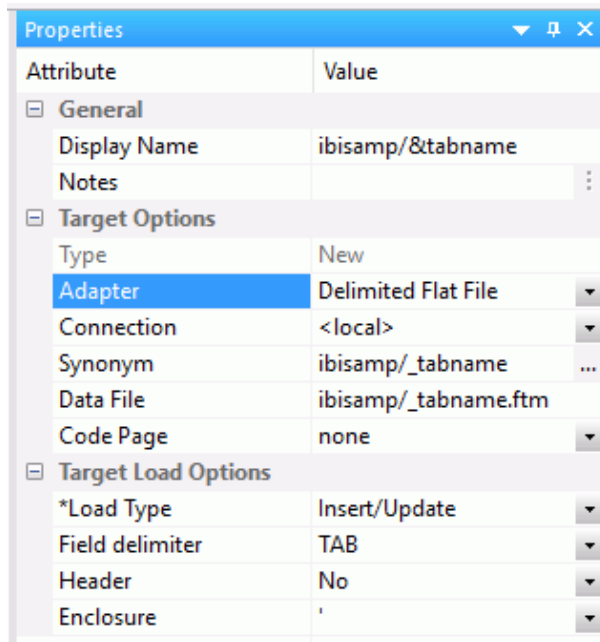 Properties
Attribute Value
General
Display Name ibisamp/&tabname
Notes
Target Options
Type New
Adapter Delimited Flat File
Connection <local>
Synonym ibisamp/_tabname ...
Data File ibisamp/_tabname.ftm
Code Page none
Target Load Options
*Load Type Insert/Update
Field delimiter TAB
Header No
Enclosure '